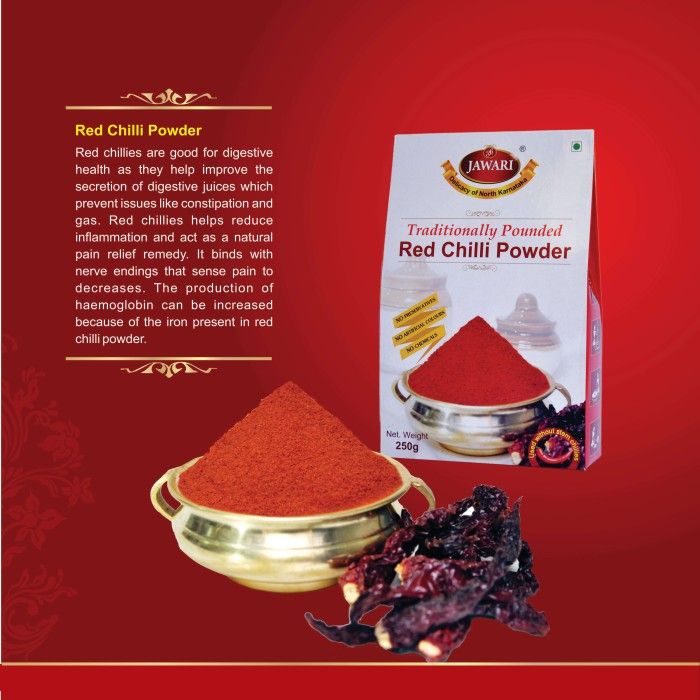 Red Chilli Powder
Red chillies are good for digestive
health as they help improve the
secretion of digestive juices which
prevent issues like constipation and
gas. Red chillies helps reduce
inflammation and act as a natural
pain relief remedy. It binds with
nerve endings that sense pain to
decreases. The production of
haemoglobin can be increased
because of the iron present in red
chilli powder.
JAWARI®
Delicacy of North Karnataka
Traditionally Pounded
Red Chilli Powder
NO PRESERVATIVES
NO ARTIFICIAL COLOURS
NO CHEMICALS
Net. Weight
250g
Used without stem chillies